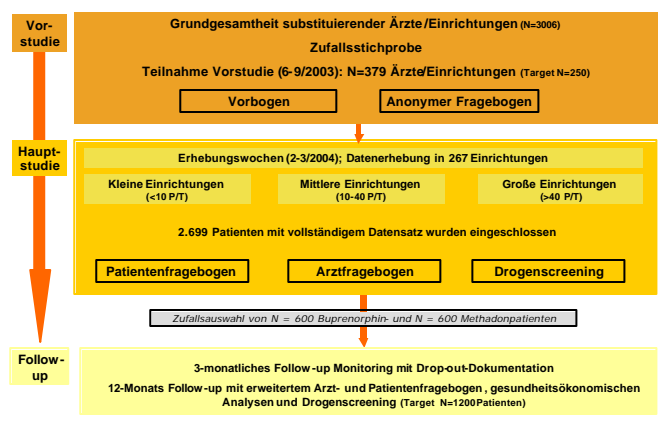 Vor-
studie
Grundgesamtheit substituierender Ärzte/Einrichtungen (N=3006)
Zufallsstichprobe
Teilnahme Vorstudie (6-9/2003): N=379 Ärzte/Einrichtungen (Target N=250)
Vorbogen
Anonymer Fragebogen
Haupt-
studie
Erhebungswochen (2-3/2004); Datenerhebung in 267 Einrichtungen
Kleine Einrichtungen
(<10 P/T)
Mittlere Einrichtungen
(10-40 P/T)
Große Einrichtungen
(>40 P/T)
2.699 Patienten mit vollständigem Datensatz wurden eingeschlossen
Patientenfragebogen
Arztfragebogen
Drogenscreening
Zufallsauswahl von N = 600 Buprenorphin- und N = 600 Methadonpatienten
Follow-
up
3-monatliches Follow-up Monitoring mit Drop-out-Dokumentation
12-Monats Follow-up mit erweitertem Arzt- und Patientenfragebogen, gesundheitsökonomischen
Analysen und Drogenscreening (Target N=1200Patienten)